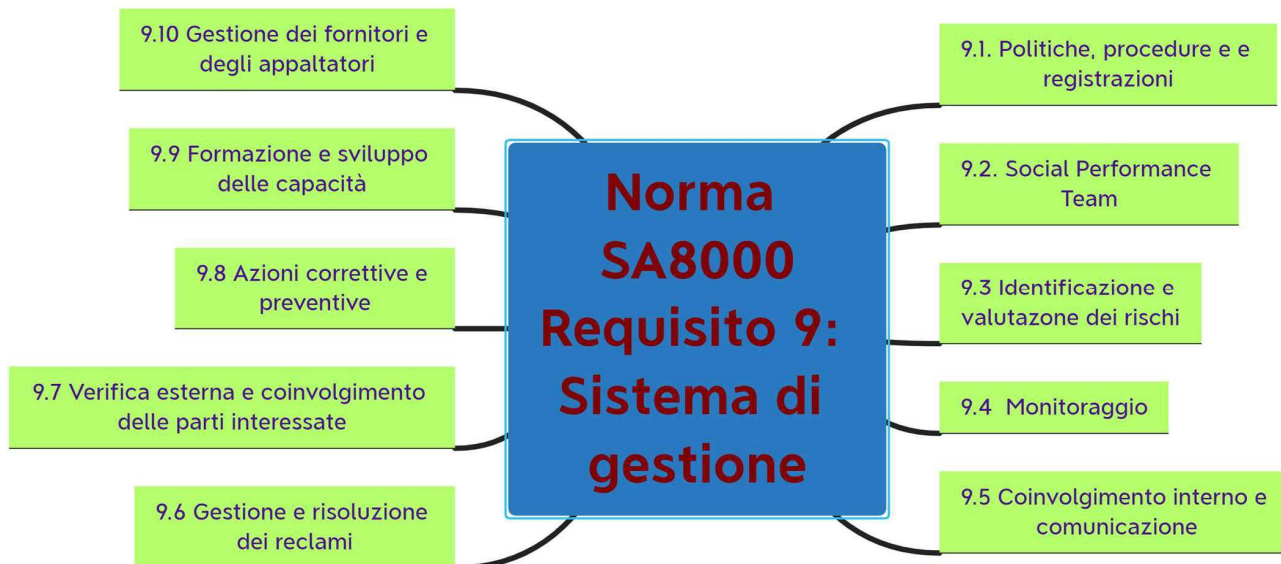 Norma
SA8000
Requisito 9:
Sistema di
gestione
9.1. Politiche, procedure e e
registrazioni
9.2. Social Performance
Team
9.3 Identificazione e
valutazone dei rischi
9.4 Monitoraggio
9.5 Coinvolgimento interno e
comunicazione
9.6 Gestione e risoluzione
dei reclami
9.7 Verifica esterna e coinvolgimento
delle parti interessate
9.8 Azioni correttive e
preventive
9.9 Formazione e sviluppo
delle capacità
9.10 Gestione dei fornitori e
degli appaltatori